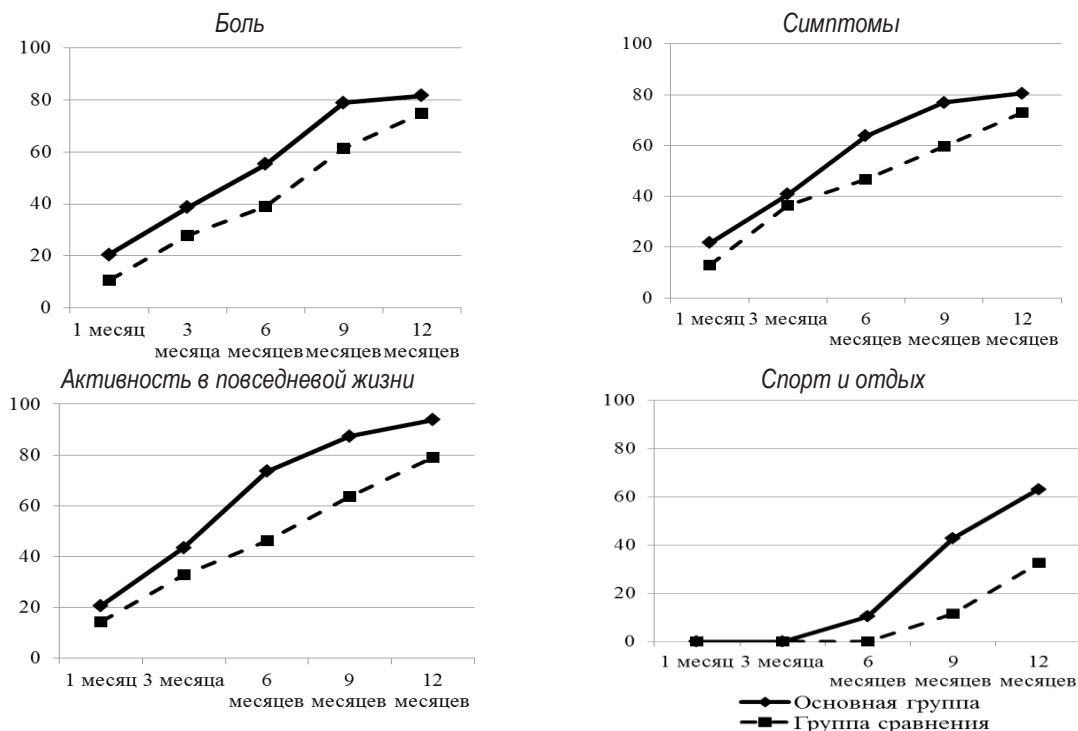 Боль
100
80
60
40
20
0
1 месяц 3 6 9 12
месяца месяцев месяцев месяцев
Симптомы
100
80
60
40
20
0
1 месяц 3 месяца 6 9 12
месяцев месяцев месяцев
Активность в повседневой жизни
100
80
60
40
20
0
1 месяц 3 месяца 6 9 12
месяцев месяцев месяцев
Спорт и отдых
100
80
60
40
20
0
1 месяц 3 месяца 6 9 12
месяцев месяцев месяцев
Основная группа
Группа сравнения